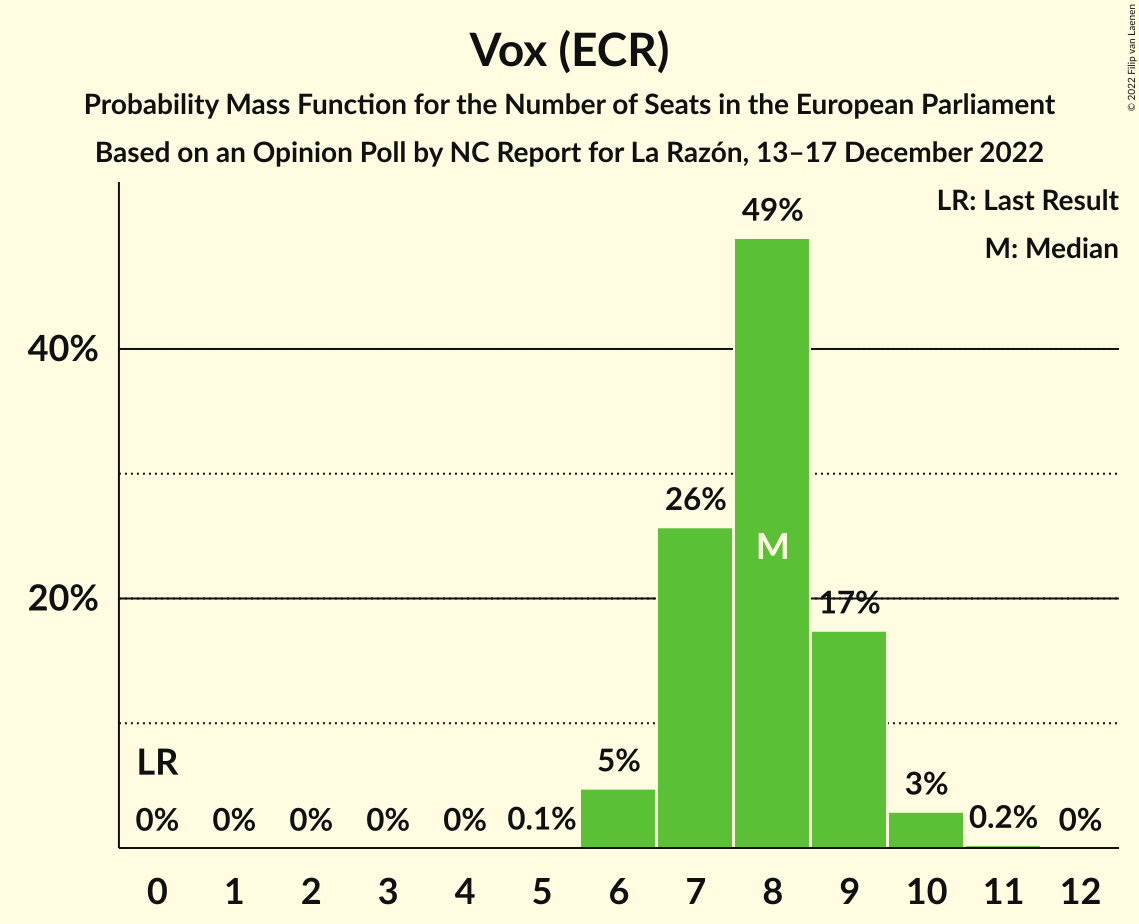 © 2022 Filip van Laenen
Vox (ECR)
Probability Mass Function for the Number of Seats in the European Parliament
Based on an Opinion Poll by NC Report for La Razón, 13–17 December 2022
LR: Last Result
M: Median
49%
40%
26%
M
20%
17%
LR
5%
3%
0% 0% 0% 0% 0% 0.1% 0.2% 0%
0 1 2 3 4 5 6 7 8 9 10 11 12